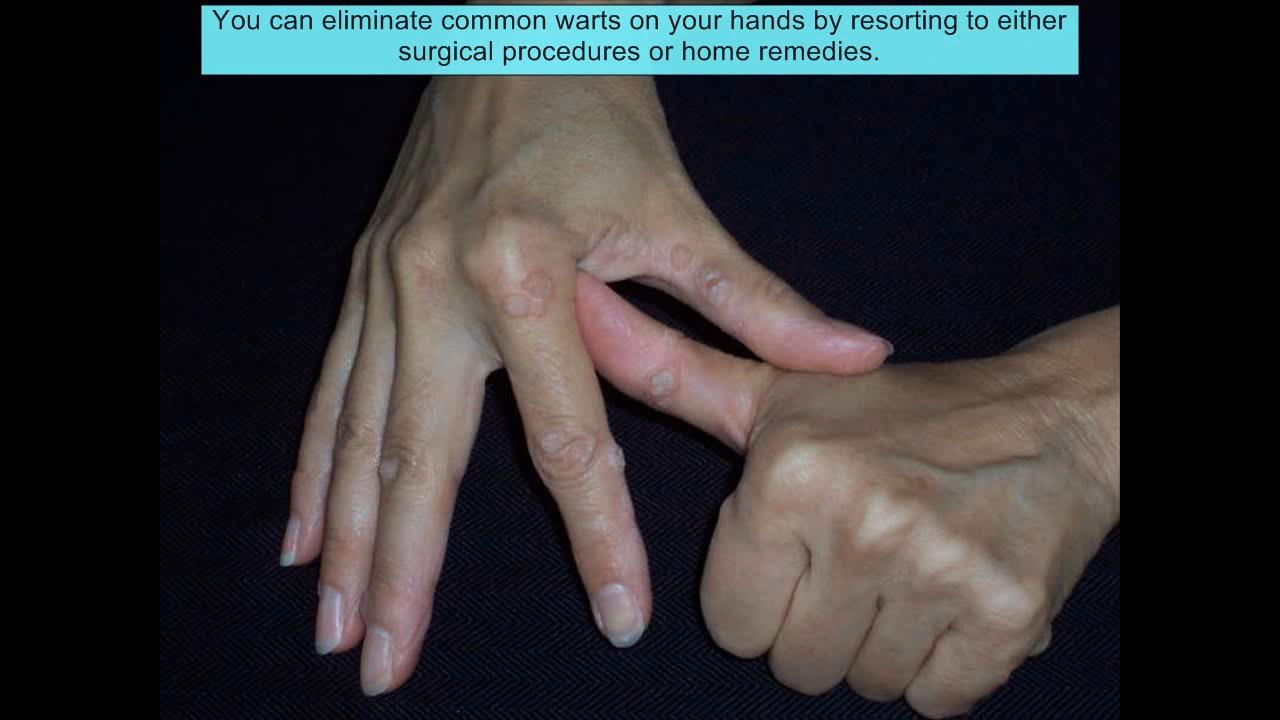 You can eliminate common warts on your hands by resorting to either
surgical procedures or home remedies.